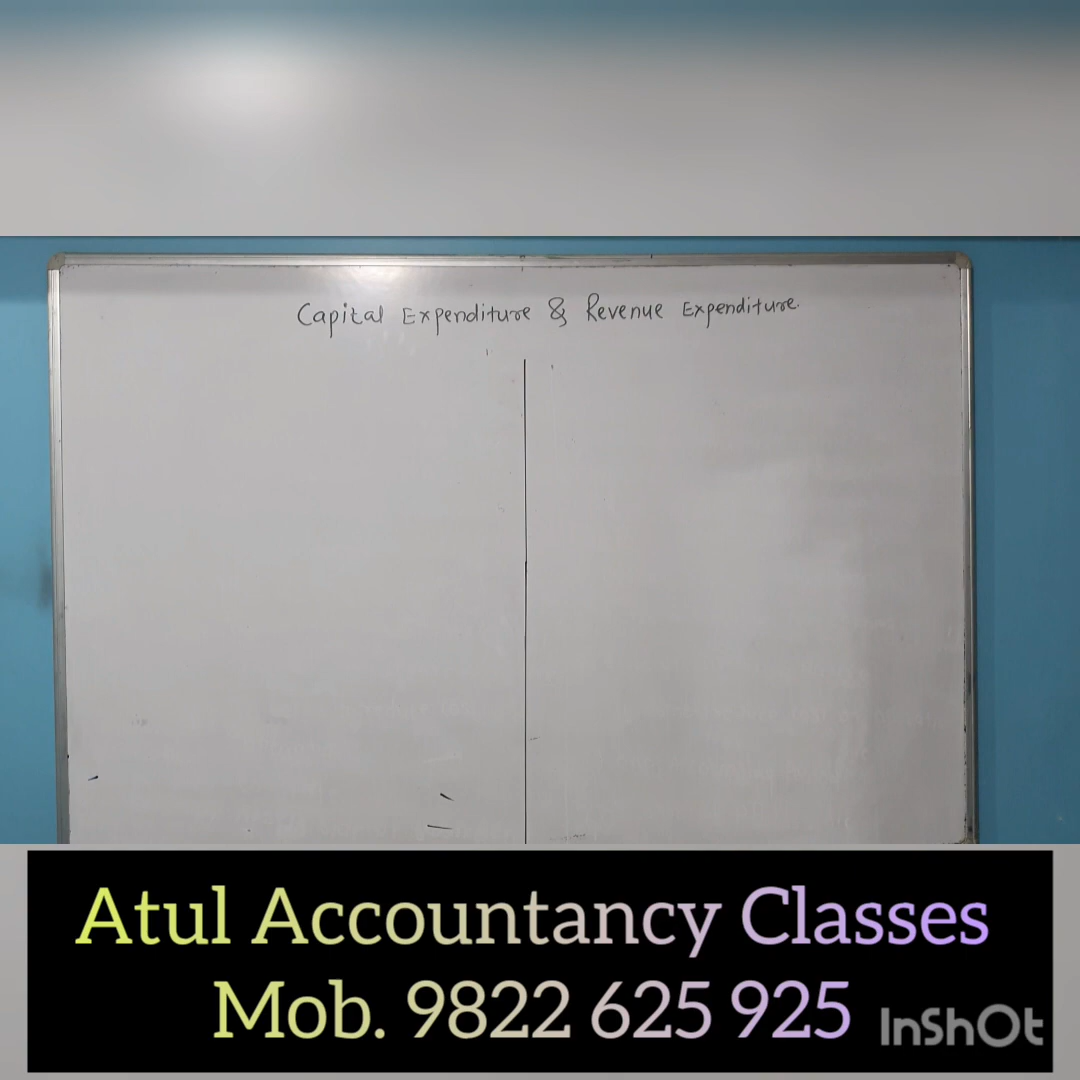 Capital Expenditure & Revenue Expenditure.
Atul Accountancy Classes
Mob. 9822 625 925
InShOt